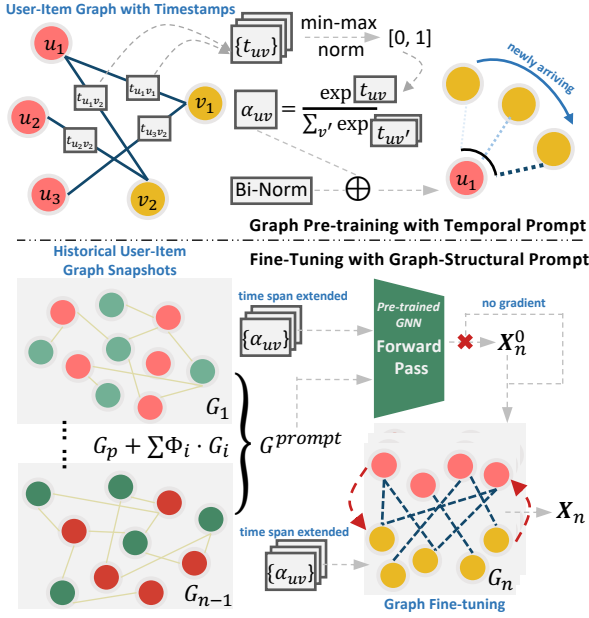 User-Item Graph with Timestamps
u₁
u₂
u₃
v₁
v₂
t_{u₁v₁}
t_{u₁v₂}
t_{u₂v₂}
t_{u₃v₂}
{t_{uv}}
min-max
norm
[0, 1]
α_{uv} = exp t_{uv} / ∑_{v′} exp t_{uv′}
Bi-Norm
newly arriving
u₁
Graph Pre-training with Temporal Prompt
Historical User-Item
Graph Snapshots
Fine-Tuning with Graph-Structural Prompt
time span extended
{α_{uv}}
Pre-trained
GNN
Forward
Pass
no gradient
X_n^0
G₁
G_p + ∑Φ_i · G_i
G^{prompt}
G_{n−1}
time span extended
{α_{uv}}
G_n
X_n
Graph Fine-tuning